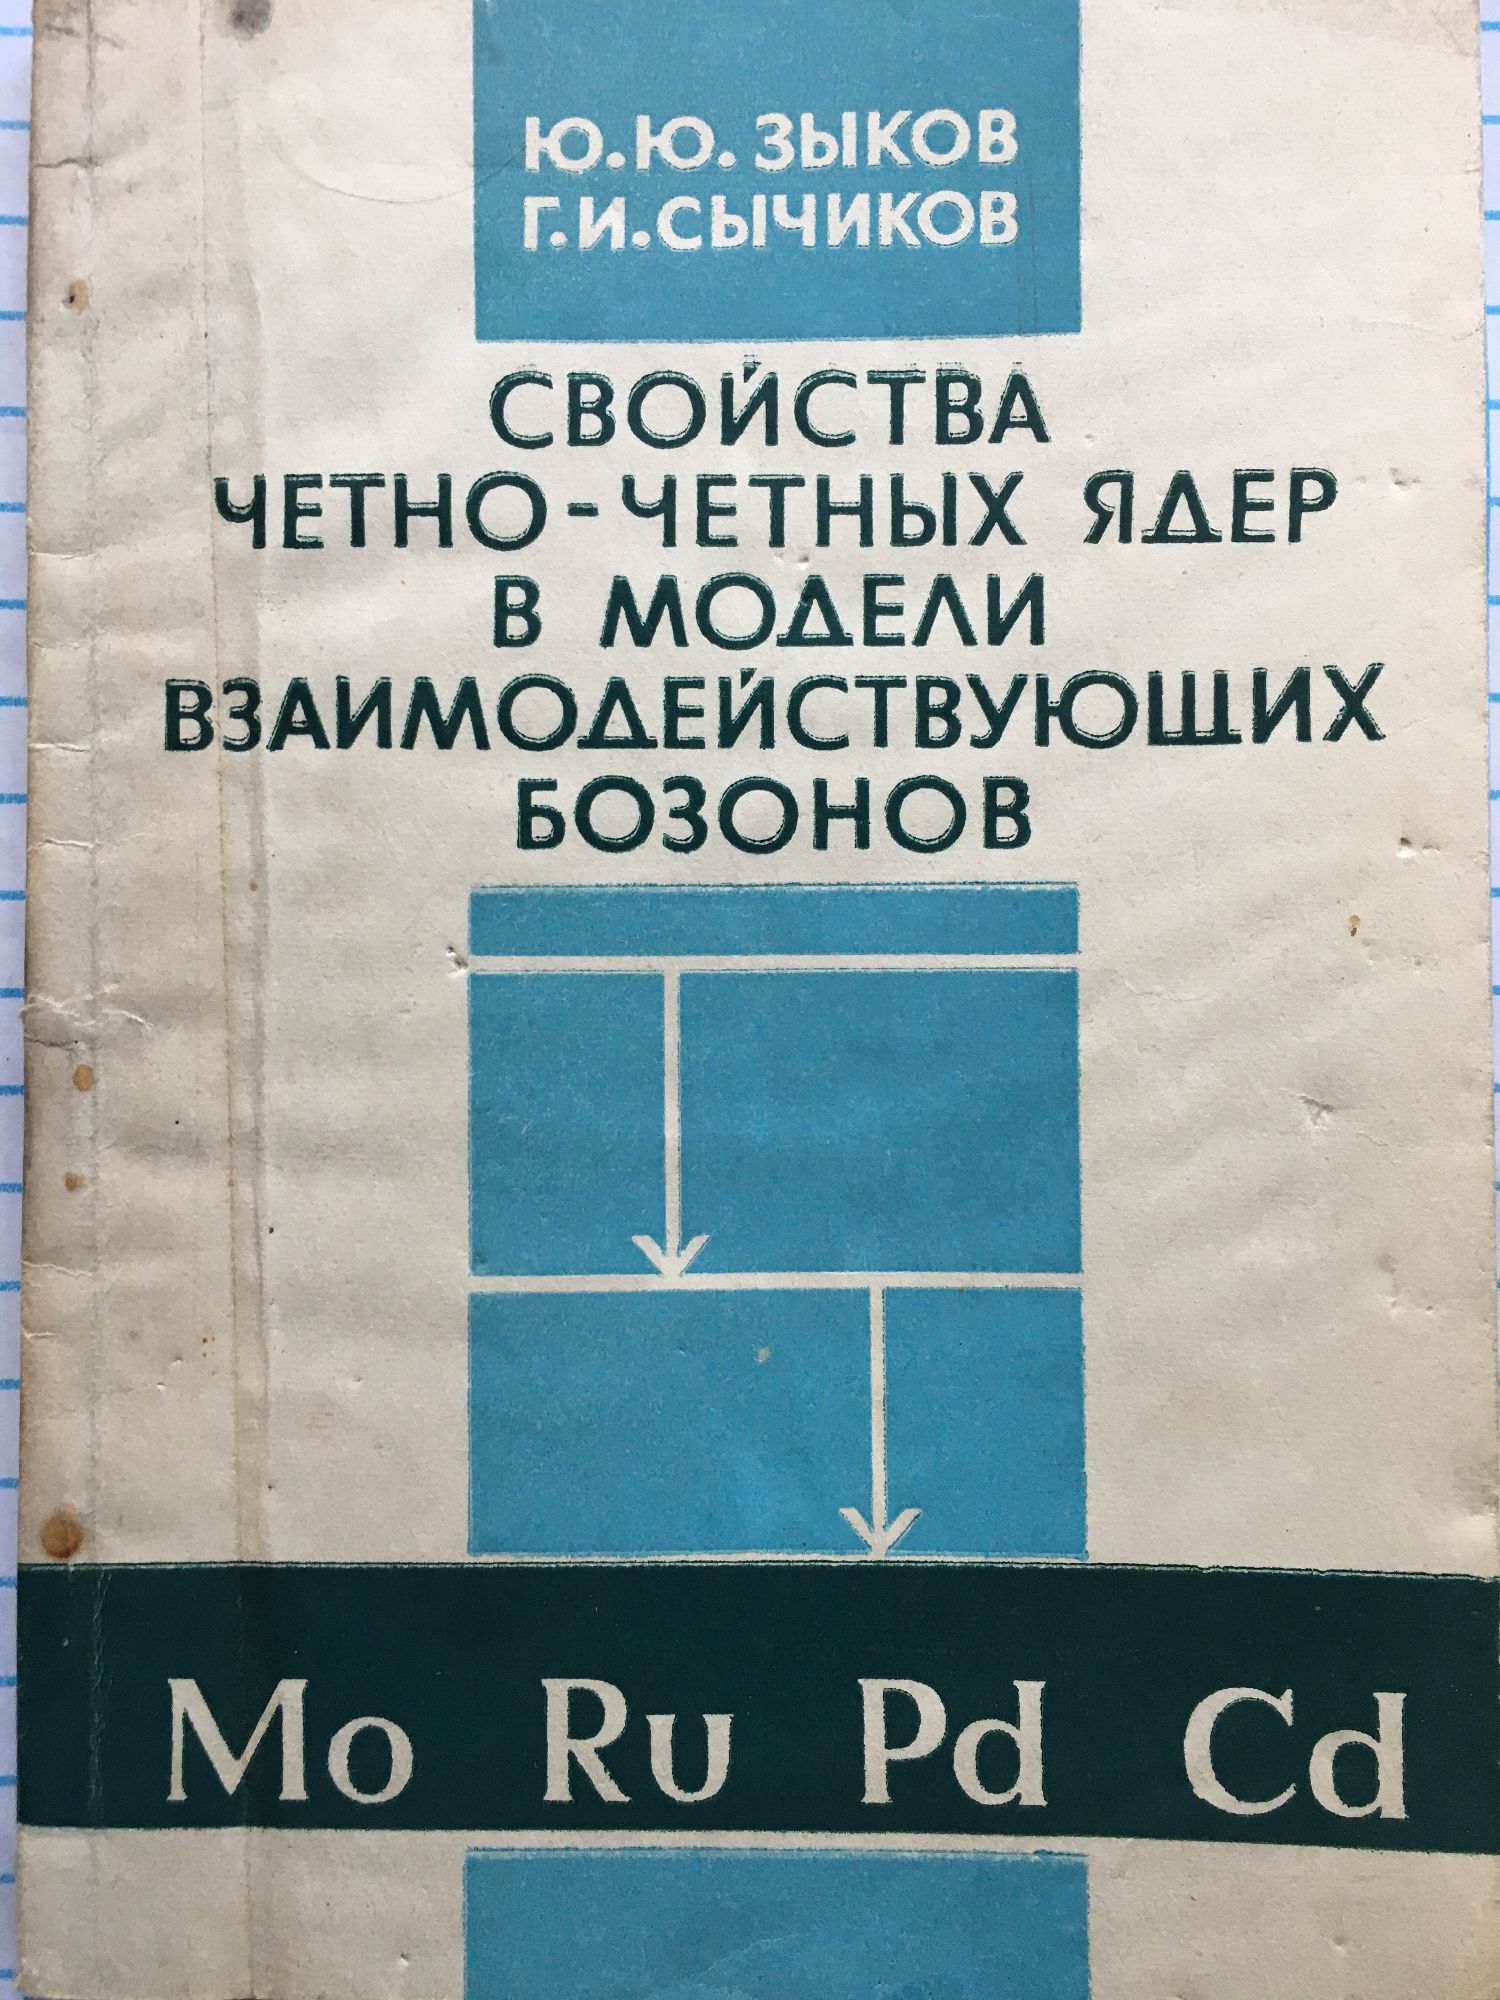 Ю.Ю. ЗЫКОВ
Г.И.СЫЧИКОВ
СВОЙСТВА
ЧЕТНО-ЧЕТНЫХ ЯДЕР
В МОДЕЛИ
ВЗАИМОДЕЙСТВУЮЩИХ
БОЗОНОВ
Mo Ru Pd Cd